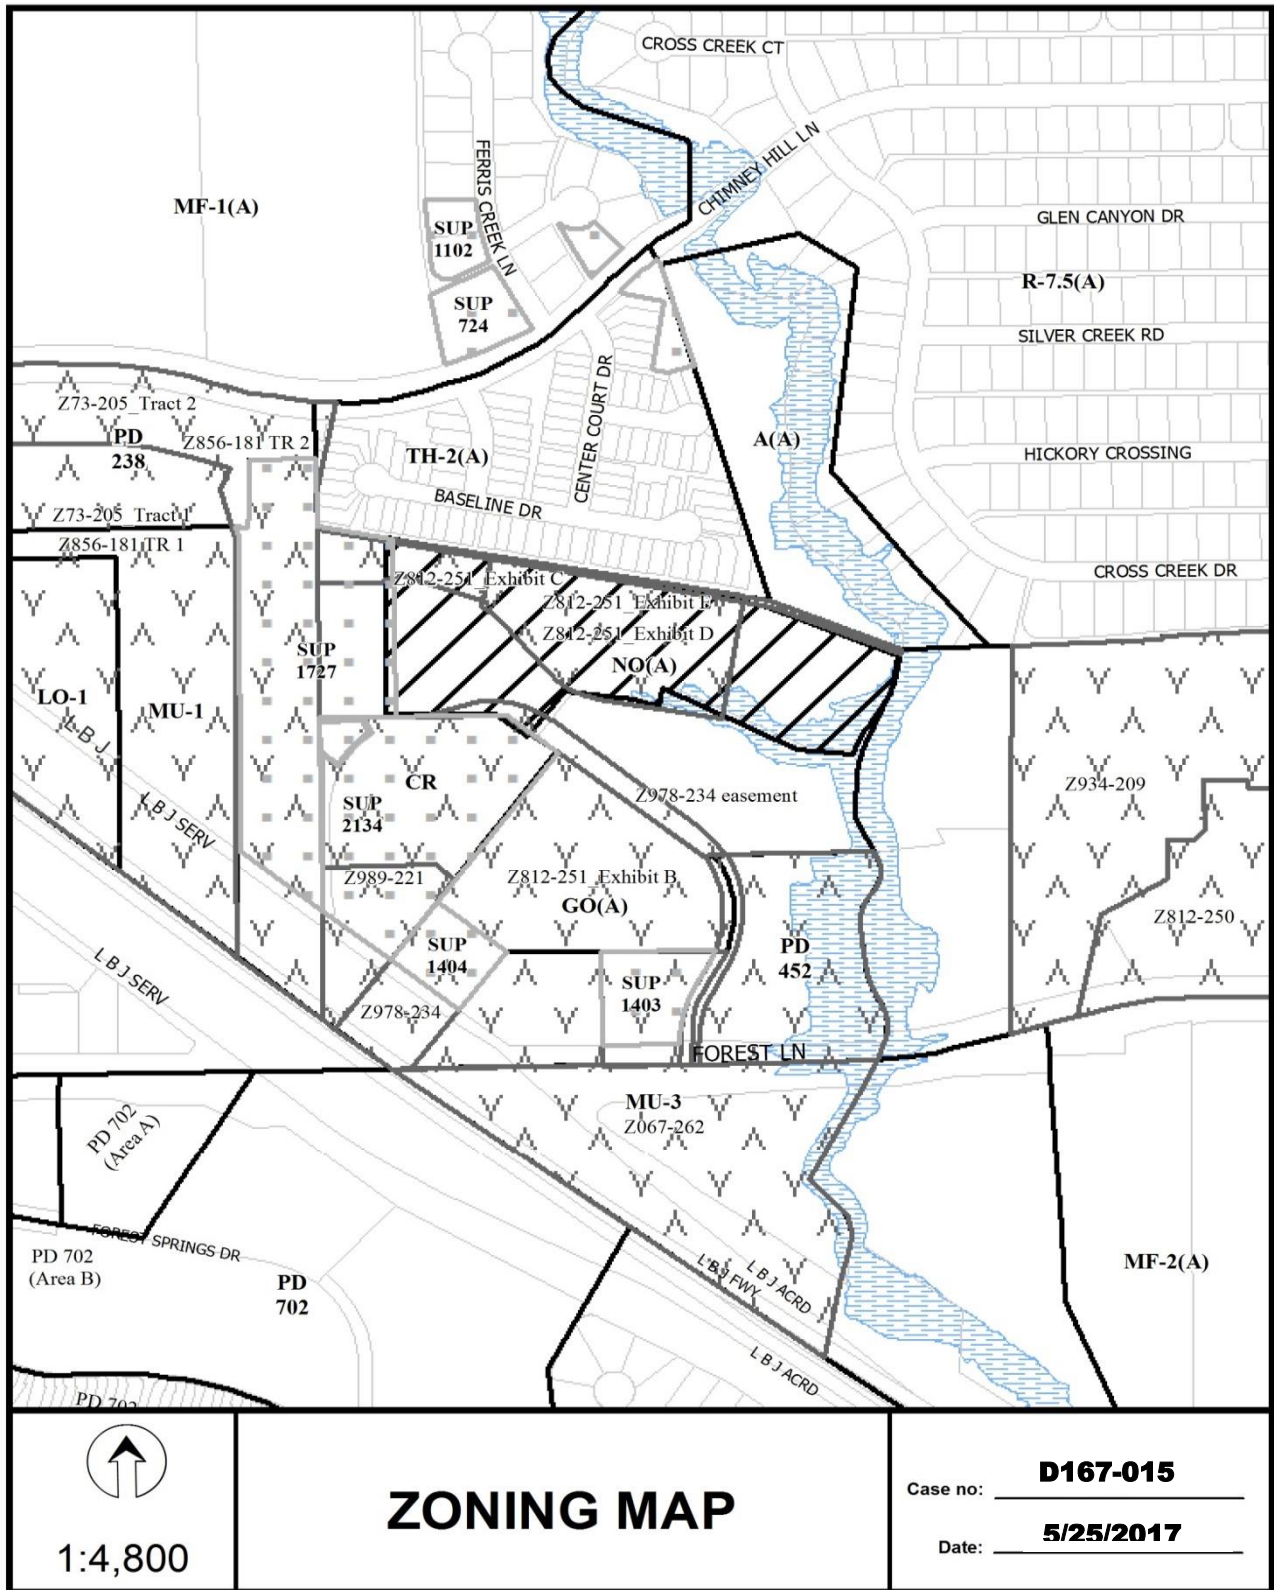 CROSS CREEK CT
CHIMNEY HILL LN
FERRIS CREEK LN
MF-1(A)
GLEN CANYON DR
SUP
1102
R-7.5(A)
SUP
724
SILVER CREEK RD
CENTER COURT DR
Z73-205_Tract 2
PD
238
Z856-181 TR 2
A(A)
TH-2(A)
HICKORY CROSSING
BASELINE DR
Z73-205_Tract 1
Z856-181 TR 1
CROSS CREEK DR
Z812-251_Exhibit C
Z812-251_Exhibit
Z812-251_Exhibit D
NO(A)
SUP
1727
LO-1
MU-1
L B J
CR
Z978-234 easement
Z934-209
SUP
2134
L B J SERV
Z989-221
Z812-251_Exhibit B
GO(A)
Z812-250
SUP
1404
PD
452
L B J SERV
SUP
1403
Z978-234
FOREST LN
MU-3
Z067-262
PD 702
(Area A)
FOREST SPRINGS DR
PD 702
(Area B)
PD
702
MF-2(A)
L B J ACRD
L B J FWY
L B J ACRD
PD 702
1:4,800
ZONING MAP
Case no: D167-015
Date: 5/25/2017